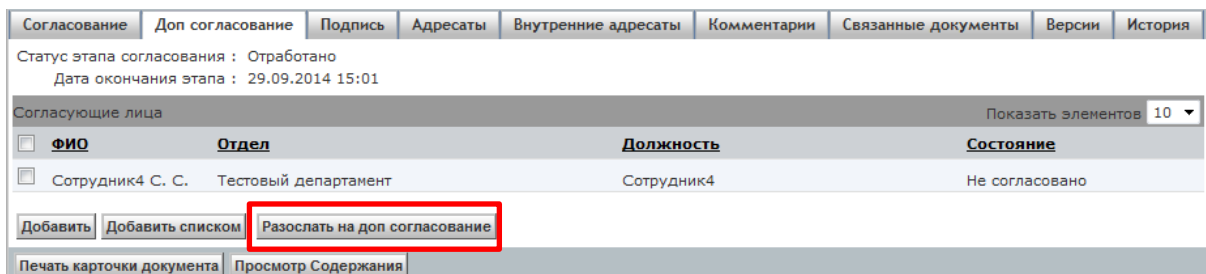 Согласование Доп согласование Подпись Адресаты Внутренние адресаты Комментарии Связанные документы Версии История
Статус этапа согласования : Отработано
Дата окончания этапа : 29.09.2014 15:01
Согласующие лица Показать элементов 10
ФИО Отдел Должность Состояние
Сотрудник4 С. С. Тестовый департамент Сотрудник4 Не согласовано
Добавить Добавить списком Разослать на доп согласование
Печать карточки документа Просмотр Содержания